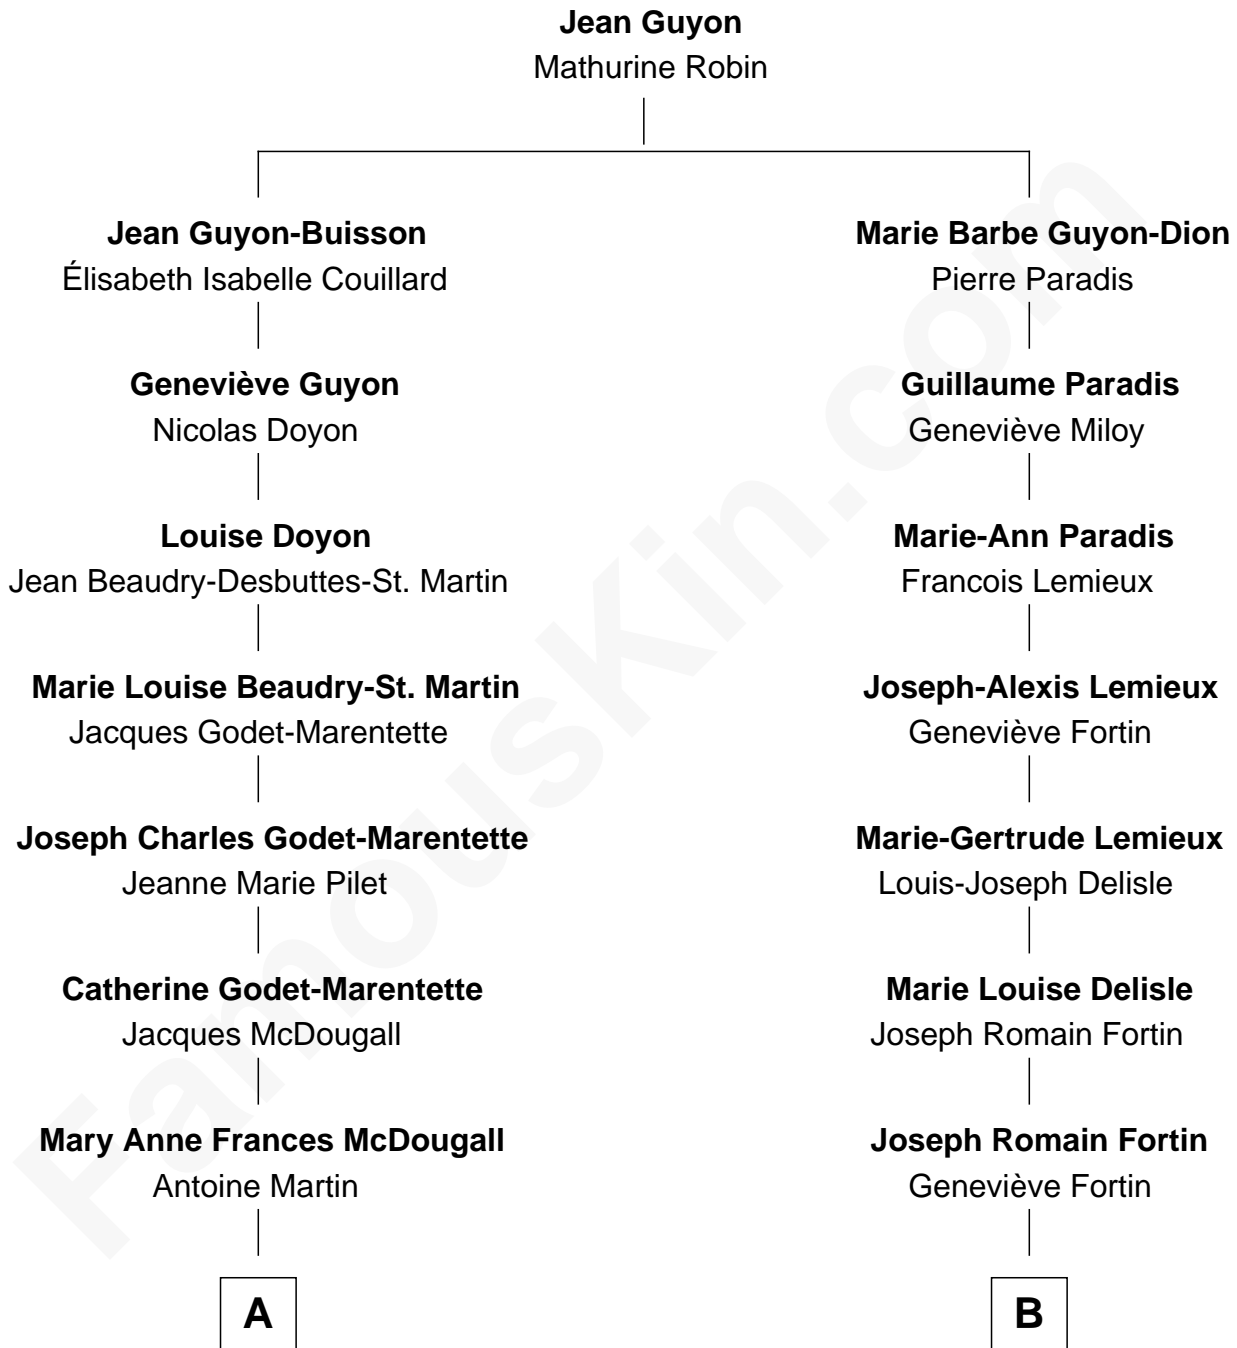 Jean Guyon
Mathurine Robin
Jean Guyon-Buisson
Élisabeth Isabelle Couillard
Geneviève Guyon
Nicolas Doyon
Louise Doyon
Jean Beaudry-Desbuttes-St. Martin
Marie Louise Beaudry-St. Martin
Jacques Godet-Marentette
Joseph Charles Godet-Marentette
Jeanne Marie Pilet
Catherine Godet-Marentette
Jacques McDougall
Mary Anne Frances McDougall
Antoine Martin
A
Marie Barbe Guyon-Dion
Pierre Paradis
Guillaume Paradis
Geneviève Miloy
Marie-Ann Paradis
Francois Lemieux
Joseph-Alexis Lemieux
Geneviève Fortin
Marie-Gertrude Lemieux
Louis-Joseph Delisle
Marie Louise Delisle
Joseph Romain Fortin
Joseph Romain Fortin
Geneviève Fortin
B
FamousKin.com